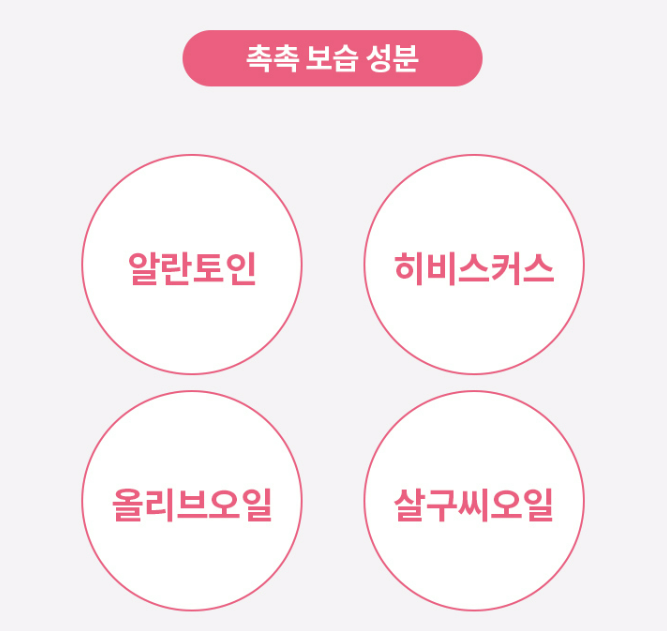 촉촉 보습 성분
알란토인
히비스커스
올리브오일
살구씨오일